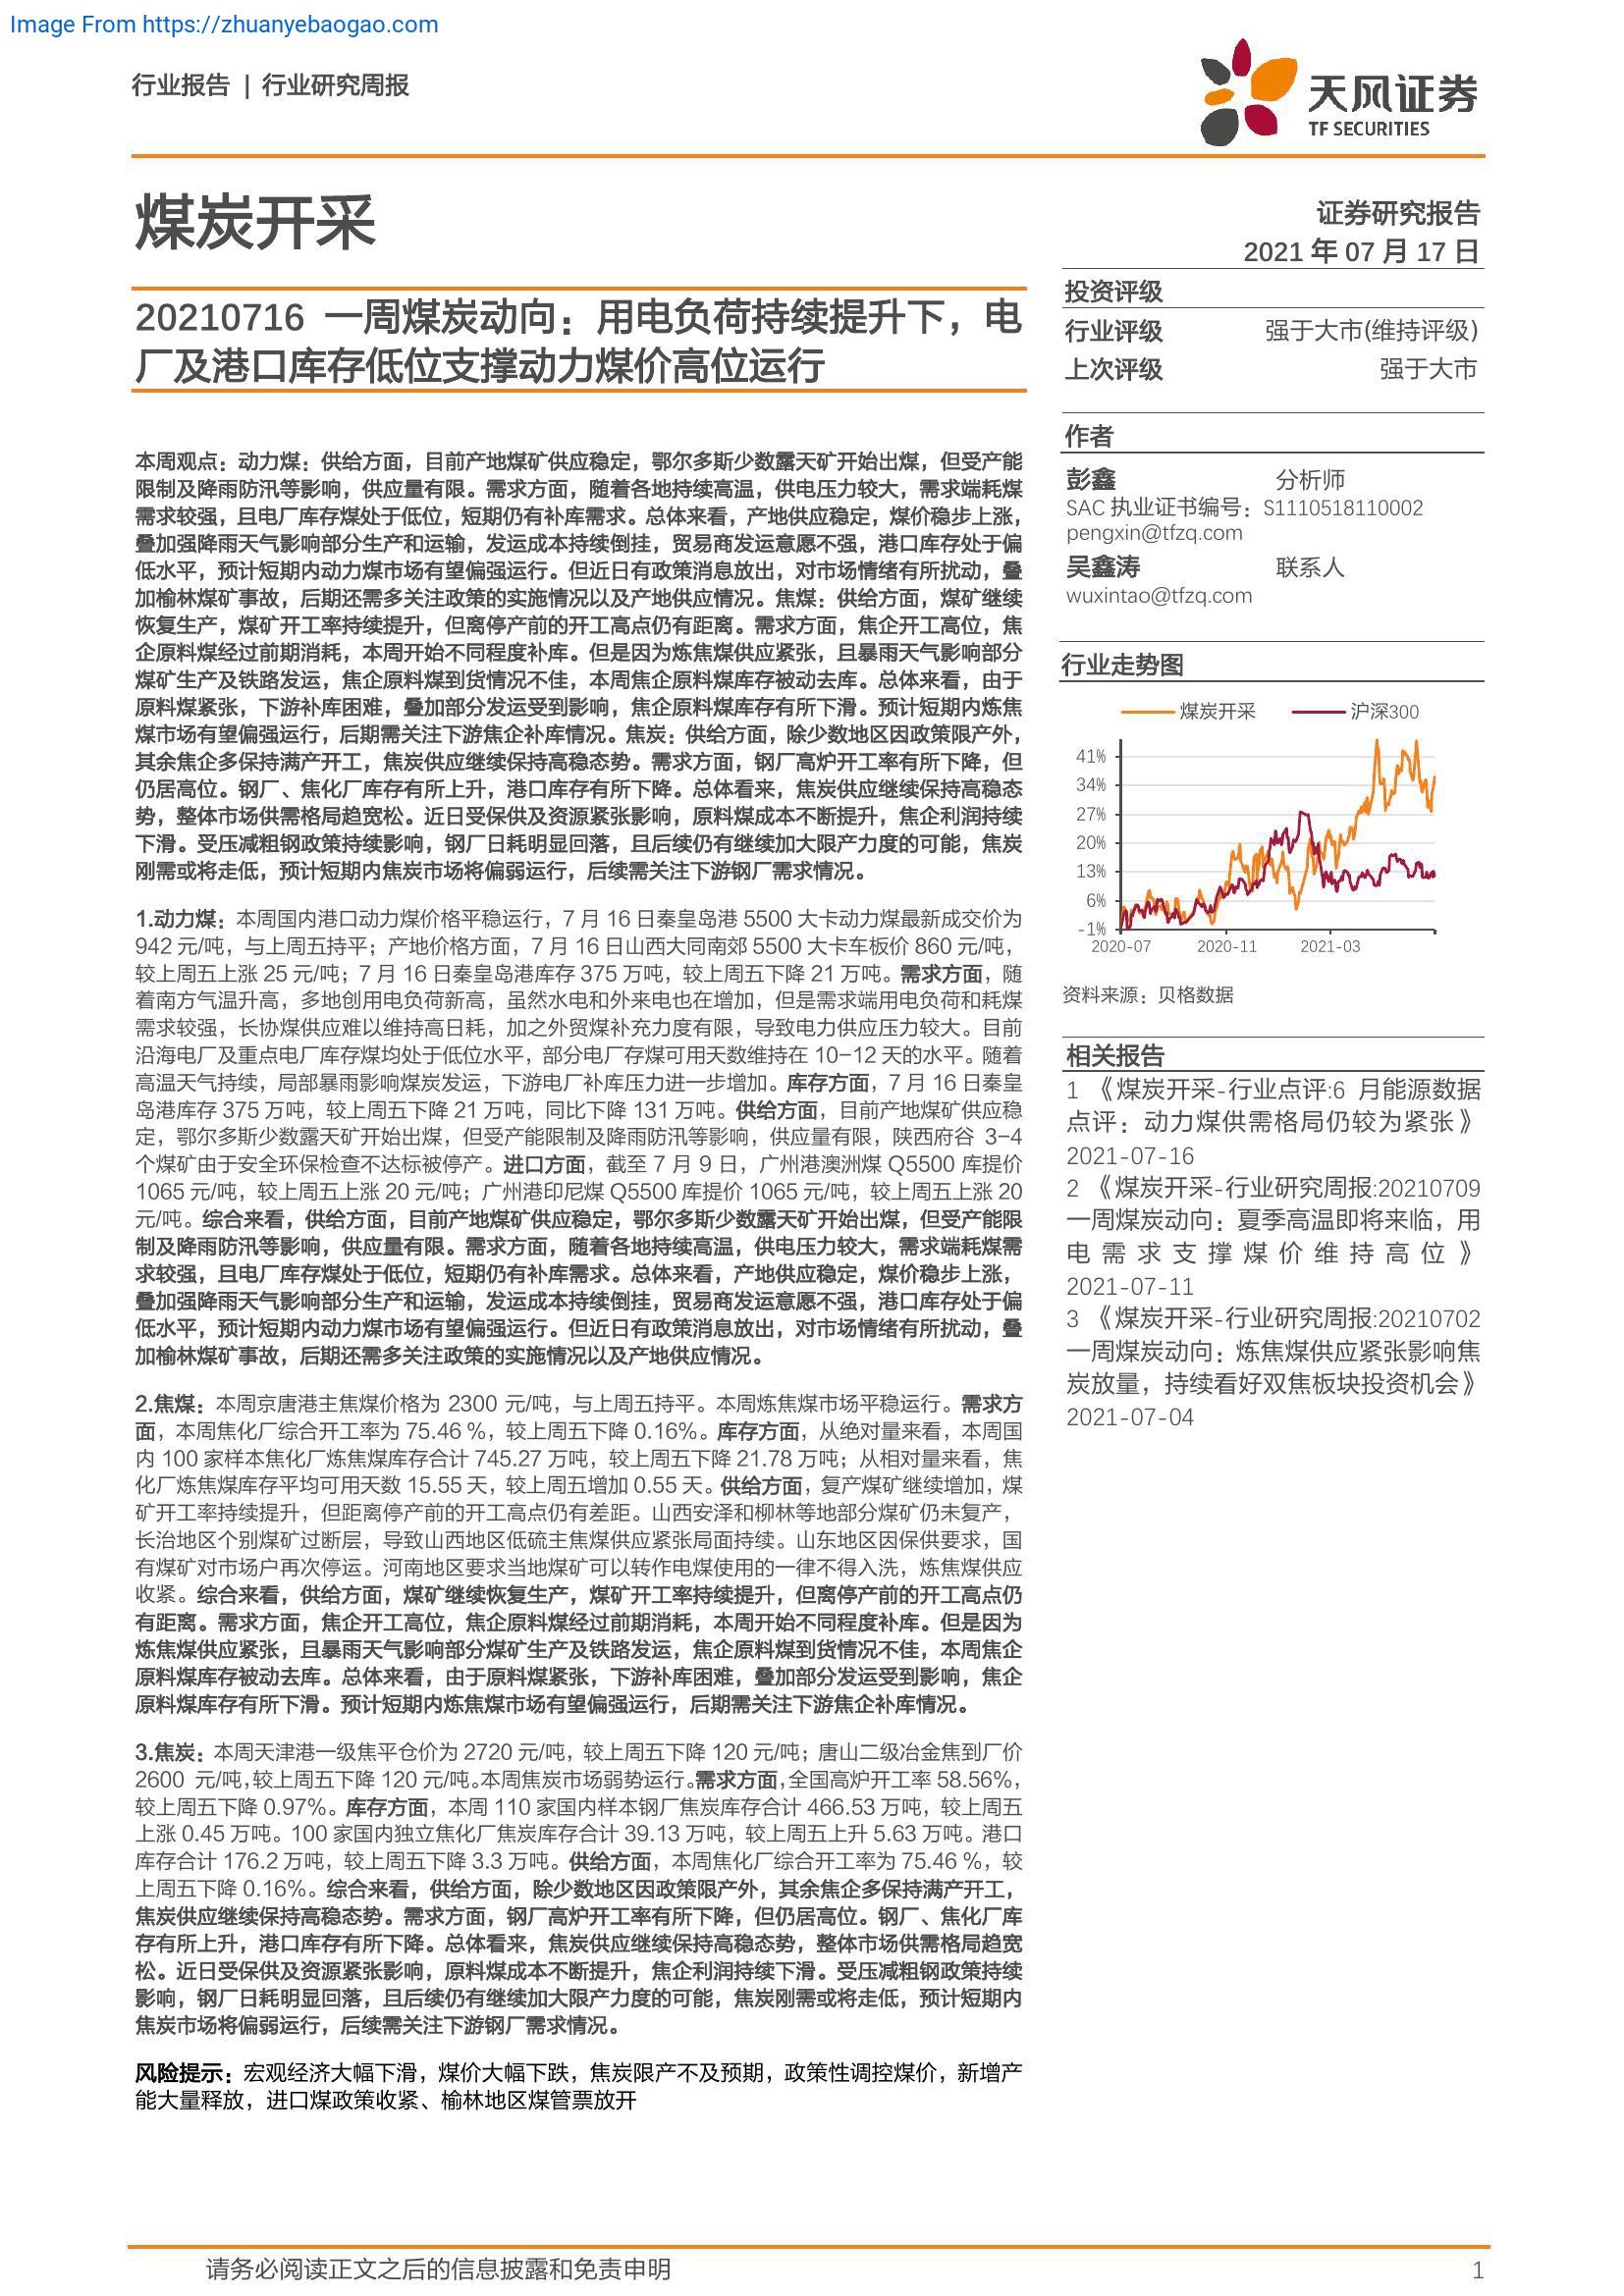 Image From https://zhuanyebaogao.com
行业报告 | 行业研究周报
天风证券
TF SECURITIES
煤炭开采
证券研究报告
2021 年 07 月 17 日
20210716 一周煤炭动向：用电负荷持续提升下，电
厂及港口库存低位支撑动力煤价高位运行
本周观点：动力煤：供给方面，目前产地煤矿供应稳定，鄂尔多斯少数露天矿开始出煤，但受产能
限制及降雨防汛等影响，供应量有限。需求方面，随着各地持续高温，供电压力较大，需求端耗煤
需求较强，且电厂库存煤处于低位，短期仍有补库需求。总体来看，产地供应稳定，煤价稳步上涨，
叠加强降雨天气影响部分生产和运输，发运成本持续倒挂，贸易商发运意愿不强，港口库存处于偏
低水平，预计短期内动力煤市场有望偏强运行。但近日有政策消息放出，对市场情绪有所扰动，叠
加榆林煤矿事故，后期还需多关注政策的实施情况以及产地供应情况。焦煤：供给方面，煤矿继续
恢复生产，煤矿开工率持续提升，但离停产前的开工高点仍有距离。需求方面，焦企开工高位，焦
企原料煤经过前期消耗，本周开始不同程度补库。但是因为炼焦煤供应紧张，且暴雨天气影响部分
煤矿生产及铁路发运，焦企原料煤到货情况不佳，本周焦企原料煤库存被动去库。总体来看，由于
原料煤紧张，下游补库困难，叠加部分发运受到影响，焦企原料煤库存有所下滑。预计短期内炼焦
煤市场有望偏强运行，后期需关注下游焦企补库情况。焦炭：供给方面，除少数地区因政策限产外，
其余焦企多保持满产开工，焦炭供应继续保持高稳态势。需求方面，钢厂高炉开工率有所下降，但
仍居高位。钢厂、焦化厂库存有所上升，港口库存有所下降。总体看来，焦炭供应继续保持高稳态
势，整体市场供需格局趋宽松。近日受保供及资源紧张影响，原料煤成本不断提升，焦企利润持续
下滑。受压减粗钢政策持续影响，钢厂日耗明显回落，且后续仍有继续加大限产力度的可能，焦炭
刚需或将走低，预计短期内焦炭市场将偏弱运行，后续需关注下游钢厂需求情况。
1.动力煤：本周国内港口动力煤价格平稳运行，7 月 16 日秦皇岛港 5500 大卡动力煤最新成交价为
942 元/吨，与上周五持平；产地价格方面，7 月 16 日山西大同南郊 5500 大卡车板价 860 元/吨，
较上周五上涨 25 元/吨；7 月 16 日秦皇岛港库存 375 万吨，较上周五下降 21 万吨。需求方面，随
着南方气温升高，多地创用电负荷新高，虽然水电和外来电也在增加，但是需求端用电负荷和耗煤
需求较强，长协煤供应难以维持高日耗，加之外贸煤补充力度有限，导致电力供应压力较大。目前
沿海电厂及重点电厂库存煤均处于低位水平，部分电厂存煤可用天数维持在 10-12 天的水平。随着
高温天气持续，局部暴雨影响煤炭发运，下游电厂补库压力进一步增加。库存方面，7 月 16 日秦皇
岛港库存 375 万吨，较上周五下降 21 万吨，同比下降 131 万吨。供给方面，目前产地煤矿供应稳
定，鄂尔多斯少数露天矿开始出煤，但受产能限制及降雨防汛等影响，供应量有限，陕西府谷 3-4
个煤矿由于安全环保检查不达标被停产。进口方面，截至 7 月 9 日，广州港澳洲煤 Q5500 库提价
1065 元/吨，较上周五上涨 20 元/吨；广州港印尼煤 Q5500 库提价 1065 元/吨，较上周五上涨 20
元/吨。综合来看，供给方面，目前产地煤矿供应稳定，鄂尔多斯少数露天矿开始出煤，但受产能限
制及降雨防汛等影响，供应量有限。需求方面，随着各地持续高温，供电压力较大，需求端耗煤需
求较强，且电厂库存煤处于低位，短期仍有补库需求。总体来看，产地供应稳定，煤价稳步上涨，
叠加强降雨天气影响部分生产和运输，发运成本持续倒挂，贸易商发运意愿不强，港口库存处于偏
低水平，预计短期内动力煤市场有望偏强运行。但近日有政策消息放出，对市场情绪有所扰动，叠
加榆林煤矿事故，后期还需多关注政策的实施情况以及产地供应情况。
2.焦煤：本周京唐港主焦煤价格为 2300 元/吨，与上周五持平。本周炼焦煤市场平稳运行。需求方
面，本周焦化厂综合开工率为 75.46 %，较上周五下降 0.16%。库存方面，从绝对量来看，本周国
内 100 家样本焦化厂炼焦煤库存合计 745.27 万吨，较上周五下降 21.78 万吨；从相对量来看，焦
化厂炼焦煤库存平均可用天数 15.55 天，较上周五增加 0.55 天。供给方面，复产煤矿继续增加，煤
矿开工率持续提升，但距离停产前的开工高点仍有差距。山西安泽和柳林等地部分煤矿仍未复产，
长治地区个别煤矿过断层，导致山西地区低硫主焦煤供应紧张局面持续。山东地区因保供要求，国
有煤矿对市场户再次停运。河南地区要求当地煤矿可以转作电煤使用的一律不得入洗，炼焦煤供应
收紧。综合来看，供给方面，煤矿继续恢复生产，煤矿开工率持续提升，但离停产前的开工高点仍
有距离。需求方面，焦企开工高位，焦企原料煤经过前期消耗，本周开始不同程度补库。但是因为
炼焦煤供应紧张，且暴雨天气影响部分煤矿生产及铁路发运，焦企原料煤到货情况不佳，本周焦企
原料煤库存被动去库。总体来看，由于原料煤紧张，下游补库困难，叠加部分发运受到影响，焦企
原料煤库存有所下滑。预计短期内炼焦煤市场有望偏强运行，后期需关注下游焦企补库情况。
3.焦炭：本周天津港一级焦平仓价为 2720 元/吨，较上周五下降 120 元/吨；唐山二级冶金焦到厂价
2600 元/吨,较上周五下降 120 元/吨。本周焦炭市场弱势运行。需求方面，全国高炉开工率 58.56%，
较上周五下降 0.97%。库存方面，本周 110 家国内样本钢厂焦炭库存合计 466.53 万吨，较上周五
上涨 0.45 万吨。100 家国内独立焦化厂焦炭库存合计 39.13 万吨，较上周五上升 5.63 万吨。港口
库存合计 176.2 万吨，较上周五下降 3.3 万吨。供给方面，本周焦化厂综合开工率为 75.46 %，较
上周五下降 0.16%。综合来看，供给方面，除少数地区因政策限产外，其余焦企多保持满产开工，
焦炭供应继续保持高稳态势。需求方面，钢厂高炉开工率有所下降，但仍居高位。钢厂、焦化厂库
存有所上升，港口库存有所下降。总体看来，焦炭供应继续保持高稳态势，整体市场供需格局趋宽
松。近日受保供及资源紧张影响，原料煤成本不断提升，焦企利润持续下滑。受压减粗钢政策持续
影响，钢厂日耗明显回落，且后续仍有继续加大限产力度的可能，焦炭刚需或将走低，预计短期内
焦炭市场将偏弱运行，后续需关注下游钢厂需求情况。
风险提示：宏观经济大幅下滑，煤价大幅下跌，焦炭限产不及预期，政策性调控煤价，新增产
能大量释放，进口煤政策收紧、榆林地区煤管票放开
投资评级
行业评级 强于大市(维持评级)
上次评级 强于大市
作者
彭鑫 分析师
SAC 执业证书编号：S1110518110002
pengxin@tfzq.com
吴鑫涛 联系人
wuxintao@tfzq.com
行业走势图
煤炭开采 沪深300
41%
34%
27%
20%
13%
6%
-1%
2020-07 2020-11 2021-03
资料来源：贝格数据
相关报告
1 《煤炭开采-行业点评:6 月能源数据
点评：动力煤供需格局仍较为紧张》
2021-07-16
2 《煤炭开采-行业研究周报:20210709
一周煤炭动向：夏季高温即将来临，用
电需求支撑煤价维持高位》
2021-07-11
3 《煤炭开采-行业研究周报:20210702
一周煤炭动向：炼焦煤供应紧张影响焦
炭放量，持续看好双焦板块投资机会》
2021-07-04
请务必阅读正文之后的信息披露和免责申明 1